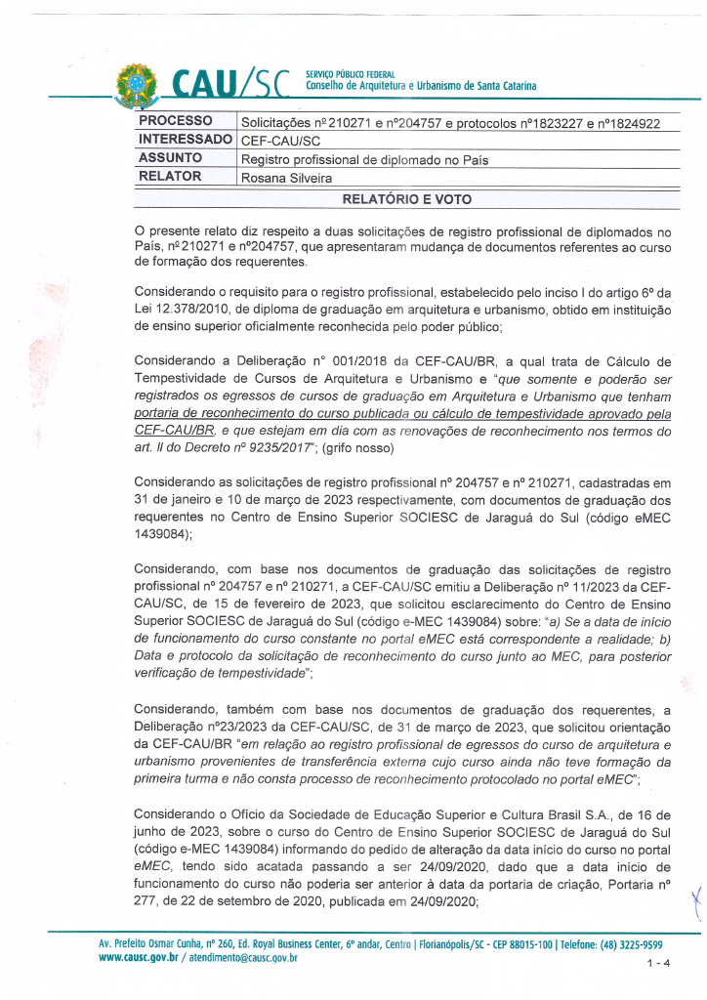 CAU/SC
SERVIÇO PÚBLICO FEDERAL
Conselho de Arquitetura e Urbanismo de Santa Catarina
PROCESSO Solicitações nº 210271 e nº204757 e protocolos nº1823227 e nº1824922
INTERESSADO CEF-CAU/SC
ASSUNTO Registro profissional de diplomado no País
RELATOR Rosana Silveira
RELATÓRIO E VOTO
O presente relato diz respeito a duas solicitações de registro profissional de diplomados no
País, nº 210271 e nº204757, que apresentaram mudança de documentos referentes ao curso
de formação dos requerentes.
Considerando o requisito para o registro profissional, estabelecido pelo inciso I do artigo 6º da
Lei 12.378/2010, de diploma de graduação em arquitetura e urbanismo, obtido em instituição
de ensino superior oficialmente reconhecida pelo poder público;
Considerando a Deliberação n° 001/2018 da CEF-CAU/BR, a qual trata de Cálculo de
Tempestividade de Cursos de Arquitetura e Urbanismo e "que somente e poderão ser
registrados os egressos de cursos de graduação em Arquitetura e Urbanismo que tenham
portaria de reconhecimento do curso publicada ou cálculo de tempestividade aprovado pela
CEF-CAU/BR, e que estejam em dia com as renovações de reconhecimento nos termos do
art. II do Decreto nº 9235/2017"; (grifo nosso)
Considerando as solicitações de registro profissional nº 204757 e nº 210271, cadastradas em
31 de janeiro e 10 de março de 2023 respectivamente, com documentos de graduação dos
requerentes no Centro de Ensino Superior SOCIESC de Jaraguá do Sul (código eMEC
1439084);
Considerando, com base nos documentos de graduação das solicitações de registro
profissional nº 204757 e nº 210271, a CEF-CAU/SC emitiu a Deliberação nº 11/2023 da CEF-
CAU/SC, de 15 de fevereiro de 2023, que solicitou esclarecimento do Centro de Ensino
Superior SOCIESC de Jaraguá do Sul (código e-MEC 1439084) sobre: "a) Se a data de início
de funcionamento do curso constante no portal eMEC está correspondente a realidade; b)
Data e protocolo da solicitação de reconhecimento do curso junto ao MEC, para posterior
verificação de tempestividade";
Considerando, também com base nos documentos de graduação dos requerentes, a
Deliberação nº23/2023 da CEF-CAU/SC, de 31 de março de 2023, que solicitou orientação
da CEF-CAU/BR "em relação ao registro profissional de egressos do curso de arquitetura e
urbanismo provenientes de transferência externa cujo curso ainda não teve formação da
primeira turma e não consta processo de reconhecimento protocolado no portal eMEC";
Considerando o Ofício da Sociedade de Educação Superior e Cultura Brasil S.A., de 16 de
junho de 2023, sobre o curso do Centro de Ensino Superior SOCIESC de Jaraguá do Sul
(código e-MEC 1439084) informando do pedido de alteração da data início do curso no portal
eMEC, tendo sido acatada passando a ser 24/09/2020, dado que a data início de
funcionamento do curso não poderia ser anterior à data da portaria de criação, Portaria nº
277, de 22 de setembro de 2020, publicada em 24/09/2020;
Av. Prefeito Osmar Cunha, nº 260, Ed. Royal Business Center, 6º andar, Centro | Florianópolis/SC - CEP 88015-100 | Telefone: (48) 3225-9599
www.causc.gov.br / atendimento@causc.gov.br
1 - 4